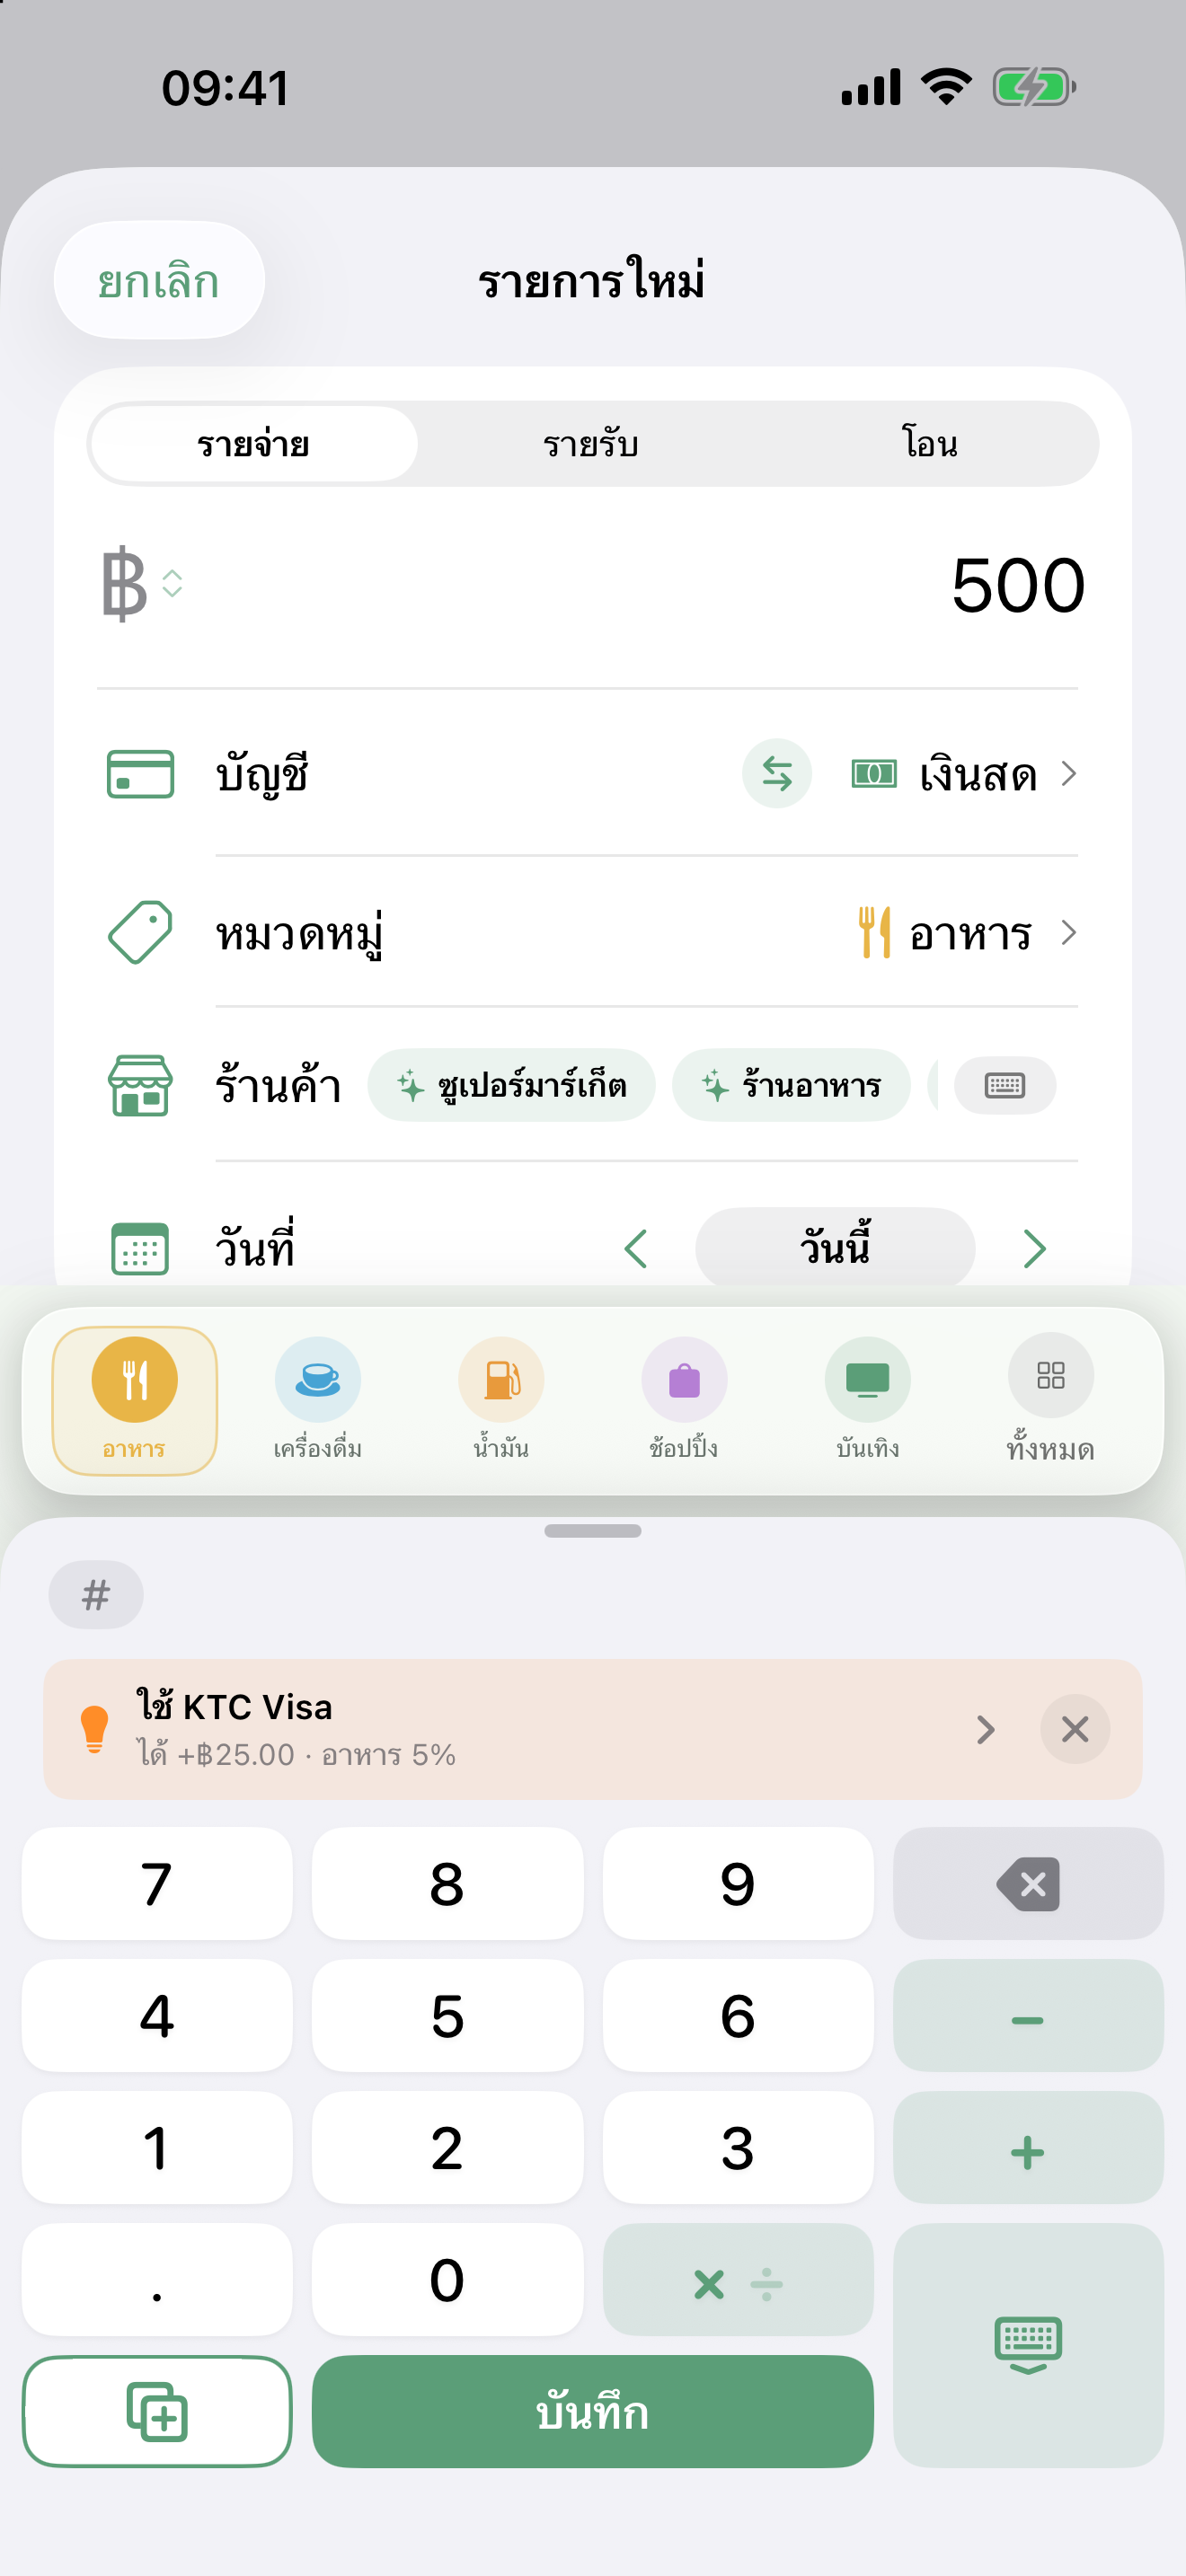 09:41
ยกเลิก
รายการใหม่
รายจ่าย
รายรับ
โอน
฿
500
บัญชี
เงินสด
หมวดหมู่
อาหาร
ร้านค้า
ซูเปอร์มาร์เก็ต
ร้านอาหาร
วันที่
วันนี้
อาหาร
เครื่องดื่ม
น้ำมัน
ช้อปปิ้ง
บันเทิง
ทั้งหมด
#
ใช้ KTC Visa
ได้ +฿25.00 · อาหาร 5%
7
8
9
4
5
6
−
1
2
3
+
.
0
× ÷
บันทึก